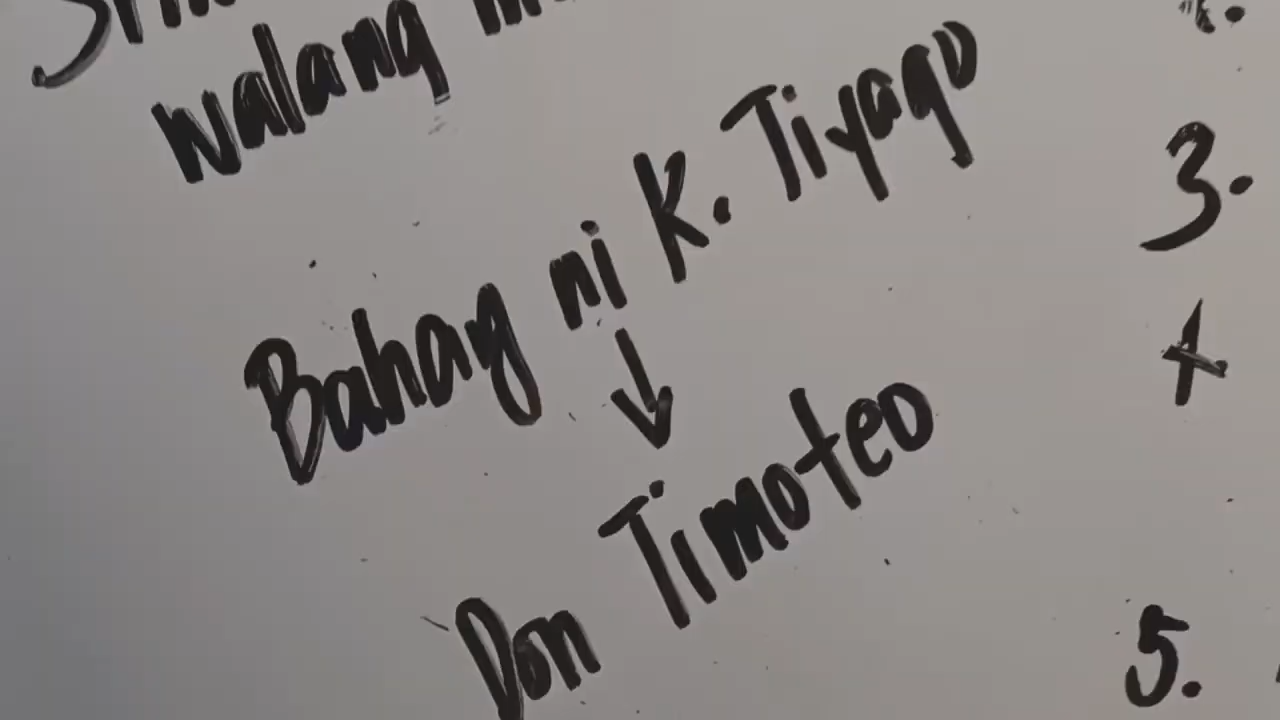 walang
Bahay ni K. Tiyago
↓
Don Timoteo
3.
4.
5.